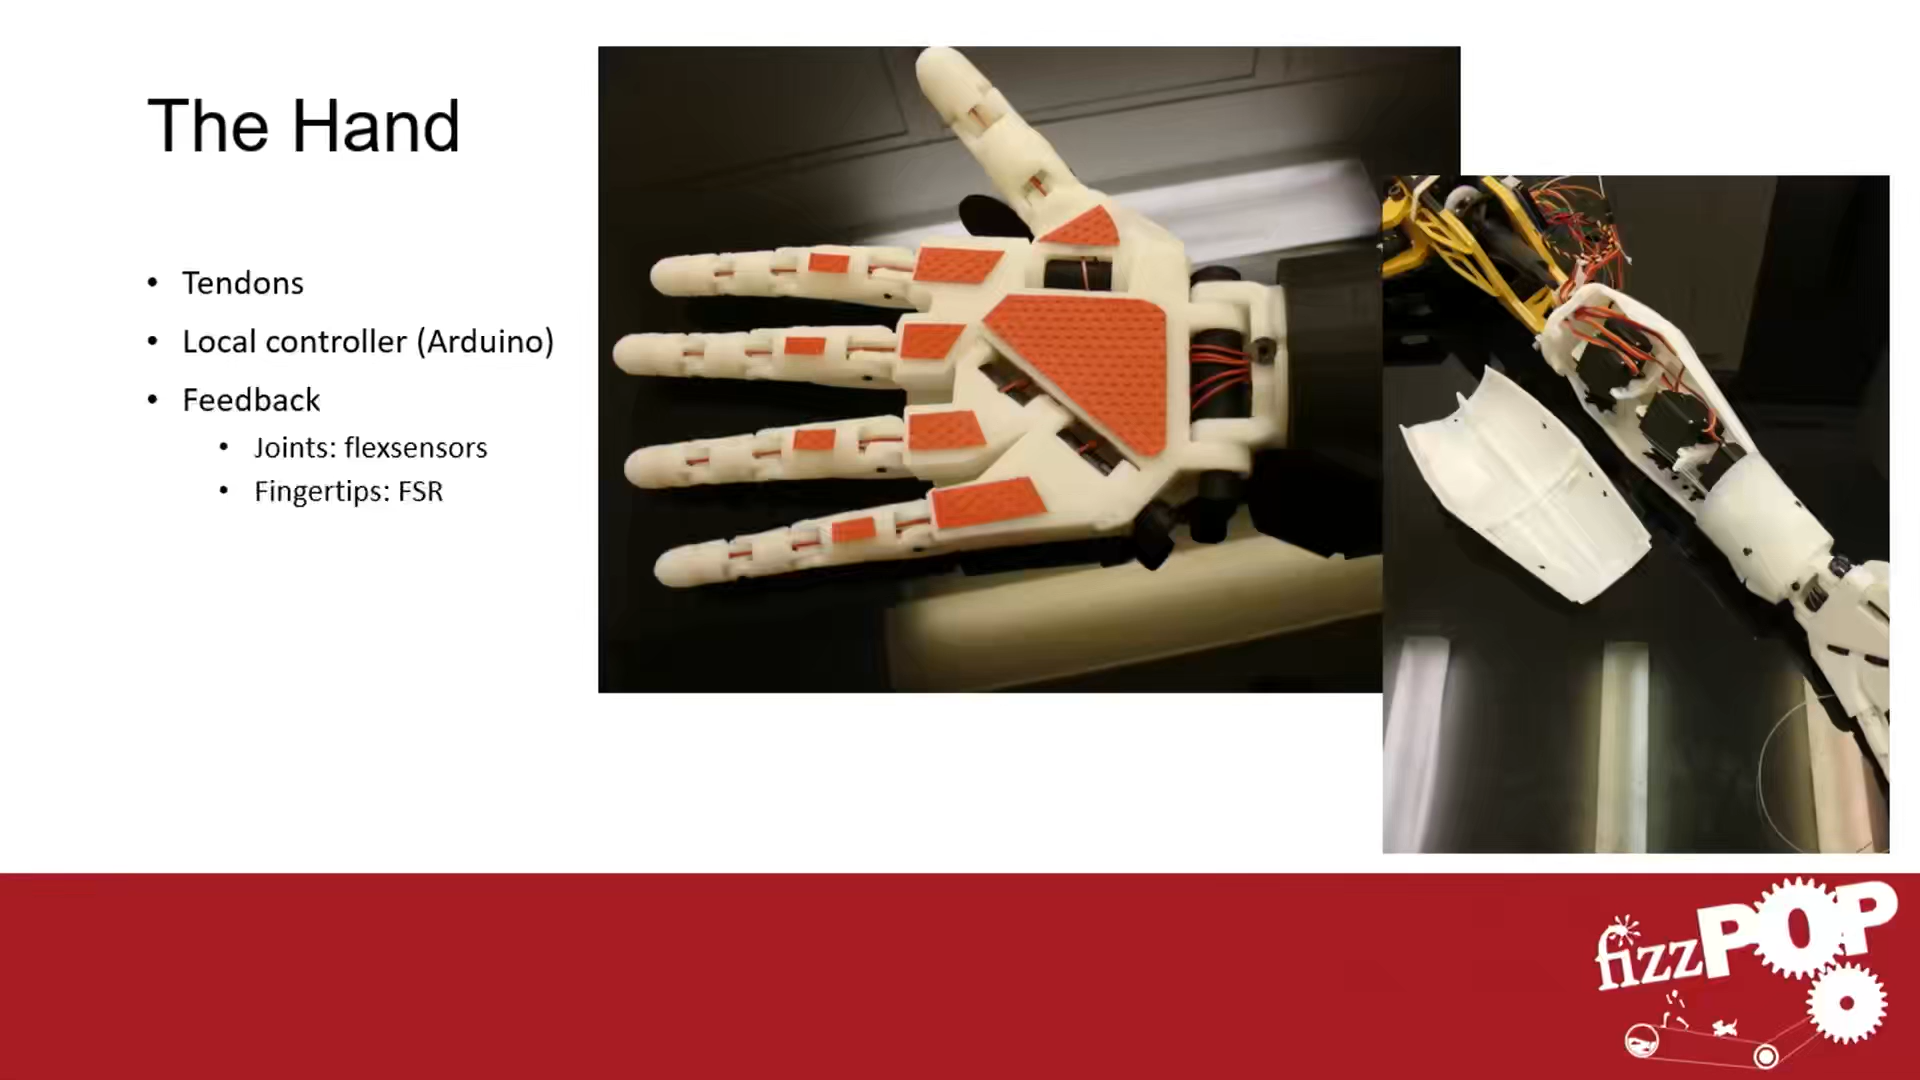 The Hand
Tendons
Local controller (Arduino)
Feedback
Joints: flexsensors
Fingertips: FSR
fizzPOP